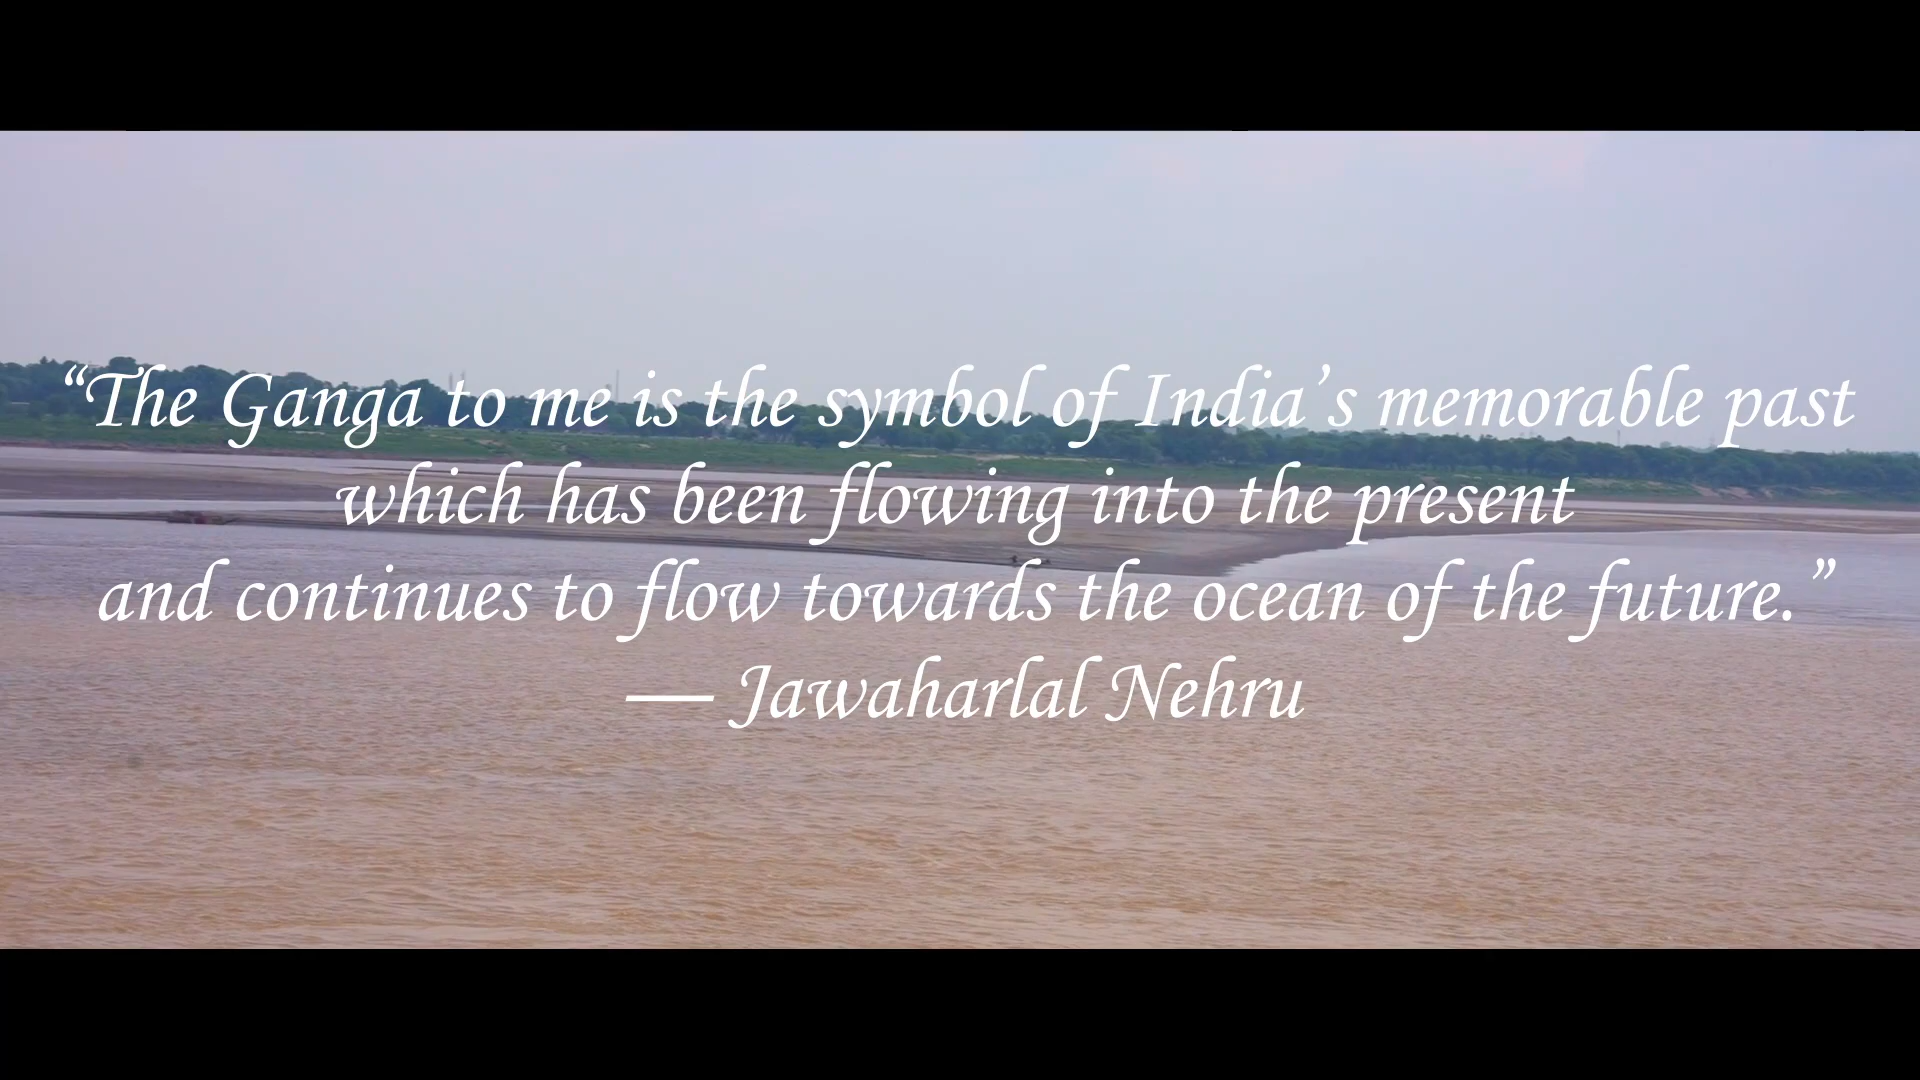 “The Ganga to me is the symbol of India’s memorable past
which has been flowing into the present
and continues to flow towards the ocean of the future.”
— Jawaharlal Nehru